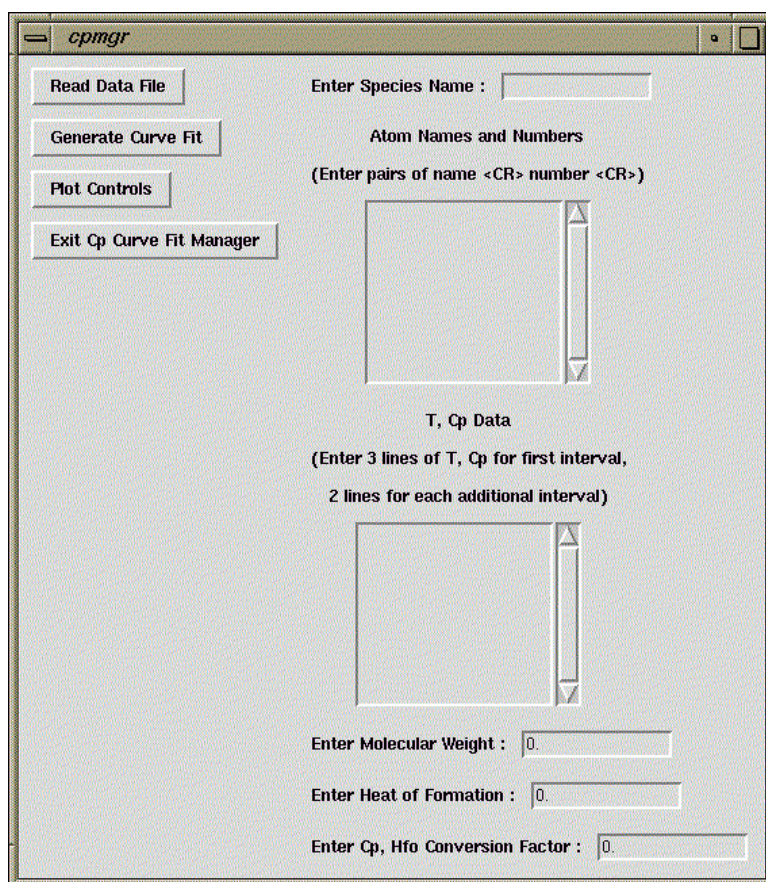 cpmgr
Read Data File
Generate Curve Fit
Plot Controls
Exit Cp Curve Fit Manager
Enter Species Name :
Atom Names and Numbers
(Enter pairs of name <CR> number <CR>)
T, Cp Data
(Enter 3 lines of T, Cp for first interval,
2 lines for each additional interval)
Enter Molecular Weight : 0.
Enter Heat of Formation : 0.
Enter Cp, Hfo Conversion Factor : 0.